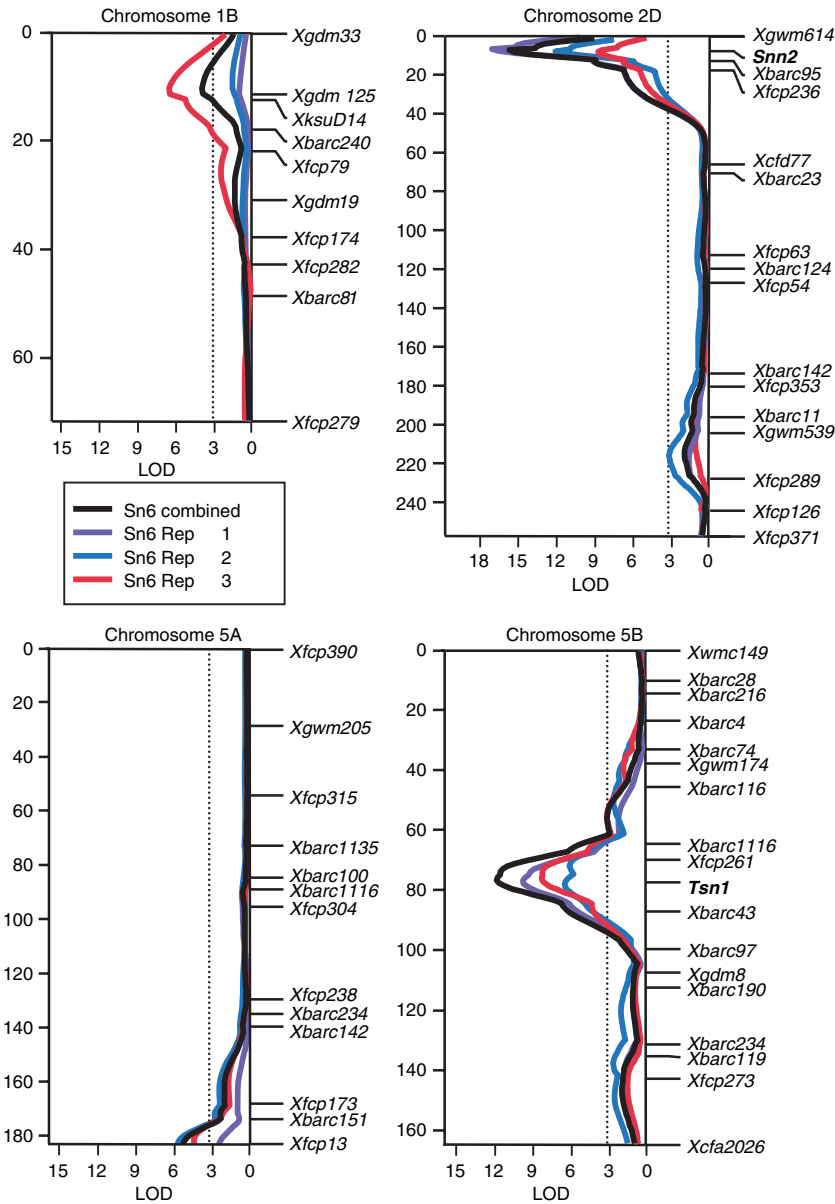 Chromosome 1B
0
20
40
60
15 12 9 6 3 0
LOD
Xgdm33
Xgdm 125
XksuD14
Xbarc240
Xfcp79
Xgdm19
Xfcp174
Xfcp282
Xbarc81
Xfcp279
Sn6 combined
Sn6 Rep 1
Sn6 Rep 2
Sn6 Rep 3
Chromosome 2D
0
20
40
60
80
100
120
140
160
180
200
220
240
18 15 12 9 6 3 0
LOD
Xgwm614
Snn2
Xbarc95
Xfcp236
Xcfd77
Xbarc23
Xfcp63
Xbarc124
Xfcp54
Xbarc142
Xfcp353
Xbarc11
Xgwm539
Xfcp289
Xfcp126
Xfcp371
Chromosome 5A
0
20
40
60
80
100
120
140
160
180
15 12 9 6 3 0
LOD
Xfcp390
Xgwm205
Xfcp315
Xbarc1135
Xbarc100
Xbarc1116
Xfcp304
Xfcp238
Xbarc234
Xbarc142
Xfcp173
Xbarc151
Xfcp13
Chromosome 5B
0
20
40
60
80
100
120
140
160
15 12 9 6 3 0
LOD
Xwmc149
Xbarc28
Xbarc216
Xbarc4
Xbarc74
Xgwm174
Xbarc116
Xbarc1116
Xfcp261
Tsn1
Xbarc43
Xbarc97
Xgdm8
Xbarc190
Xbarc234
Xbarc119
Xfcp273
Xcfa2026